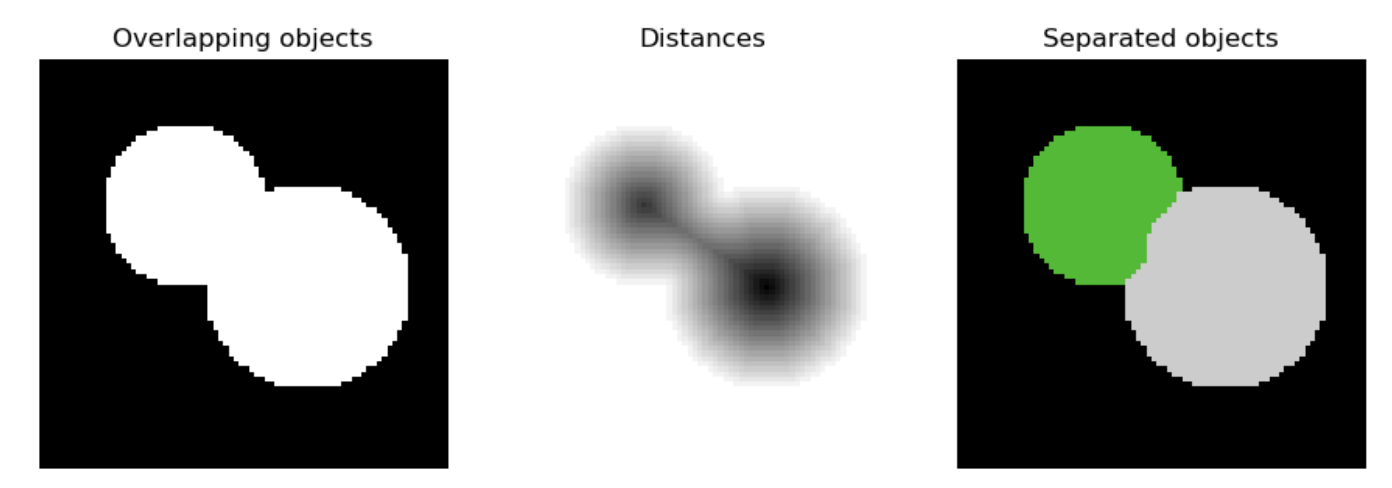 Overlapping objects
Distances
Separated objects